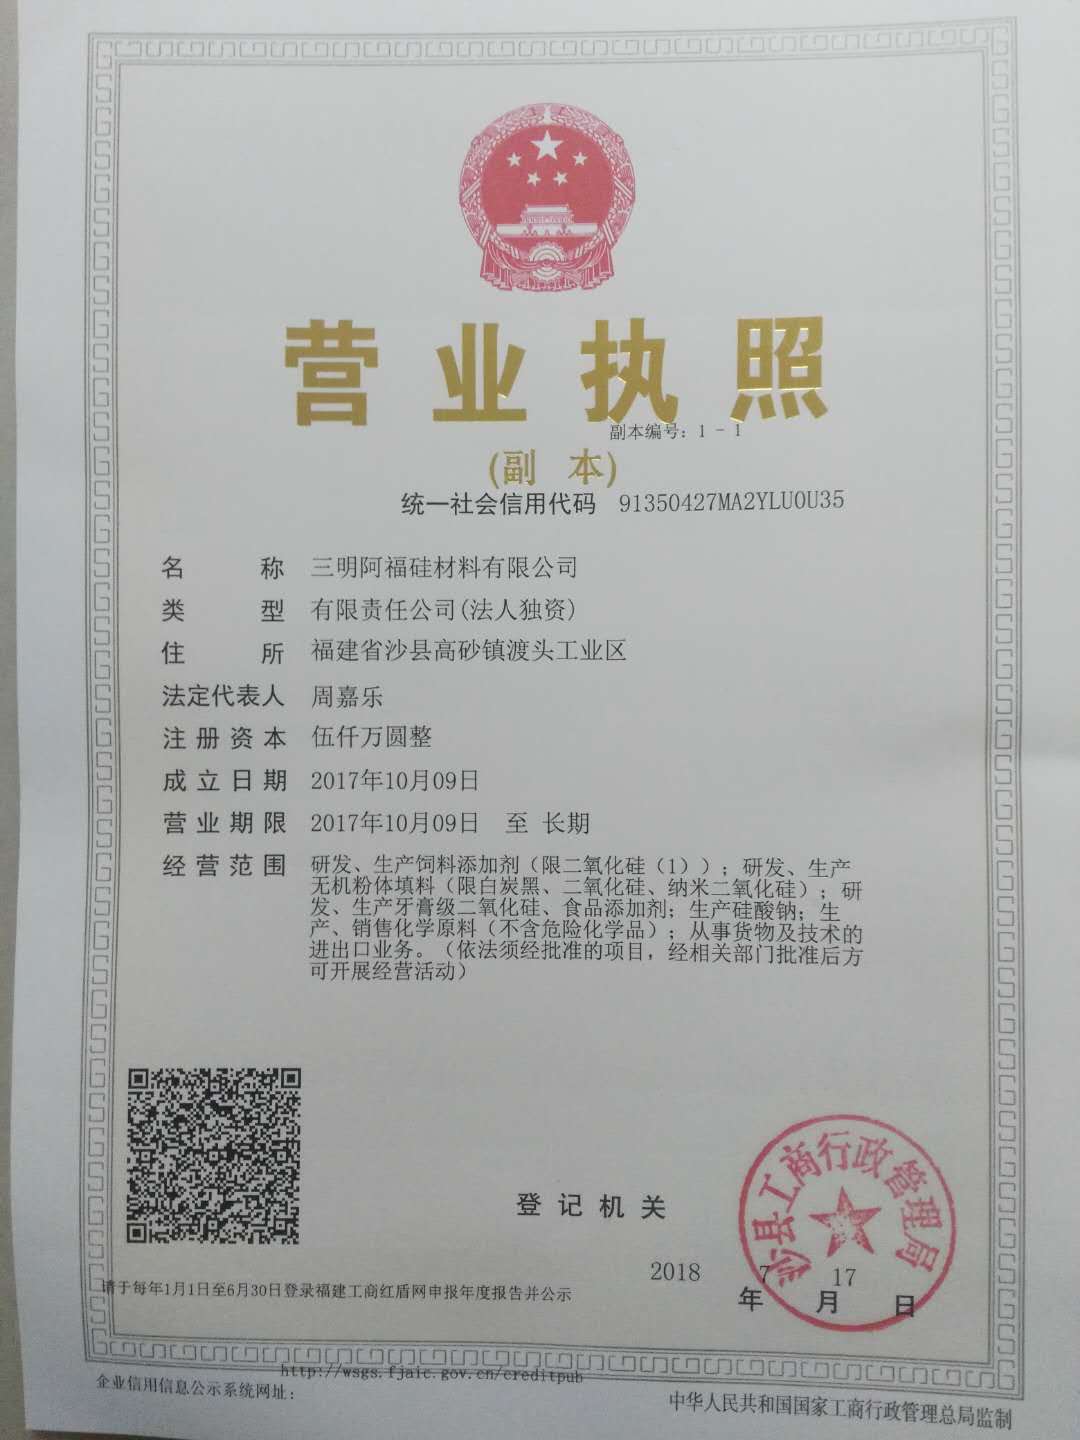 营业执照
副本编号：1－1
(副 本)
统一社会信用代码 91350427MA2YLU0U35
名 称 三明阿福硅材料有限公司
类 型 有限责任公司(法人独资)
住 所 福建省沙县高砂镇渡头工业区
法定代表人 周嘉乐
注册资本 伍仟万圆整
成立日期 2017年10月09日
营业期限 2017年10月09日 至 长期
经营范围 研发、生产饲料添加剂（限二氧化硅（1））；研发、生产
无机粉体填料（限白炭黑、二氧化硅、纳米二氧化硅）；研
发、生产牙膏级二氧化硅、食品添加剂；生产硅酸钠；生
产、销售化学原料（不含危险化学品）；从事货物及技术的
进出口业务。（依法须经批准的项目，经相关部门批准后方
可开展经营活动）
登记机关
沙县工商行政管理局
2018 7 17
年 月 日
请于每年1月1日至6月30日登录福建工商红盾网申报年度报告并公示
http://wsgs.fjaic.gov.cn/creditpub
企业信用信息公示系统网址：
中华人民共和国国家工商行政管理总局监制